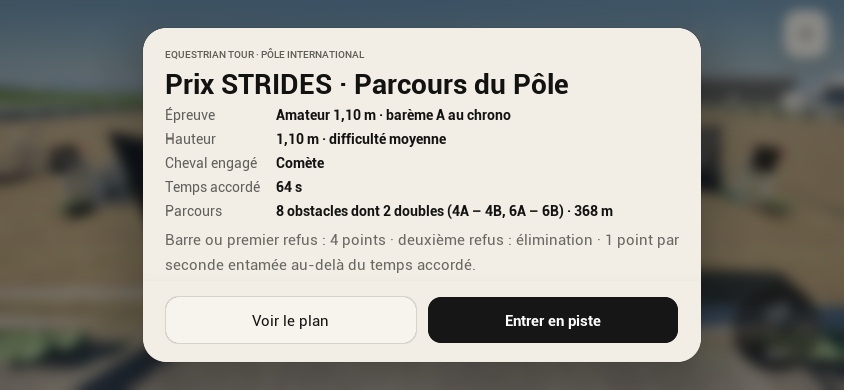 EQUESTRIAN TOUR · PÔLE INTERNATIONAL
Prix STRIDES · Parcours du Pôle
Épreuve Amateur 1,10 m · barème A au chrono
Hauteur 1,10 m · difficulté moyenne
Cheval engagé Comète
Temps accordé 64 s
Parcours 8 obstacles dont 2 doubles (4A – 4B, 6A – 6B) · 368 m
Barre ou premier refus : 4 points · deuxième refus : élimination · 1 point par
seconde entamée au-delà du temps accordé.
Voir le plan
Entrer en piste